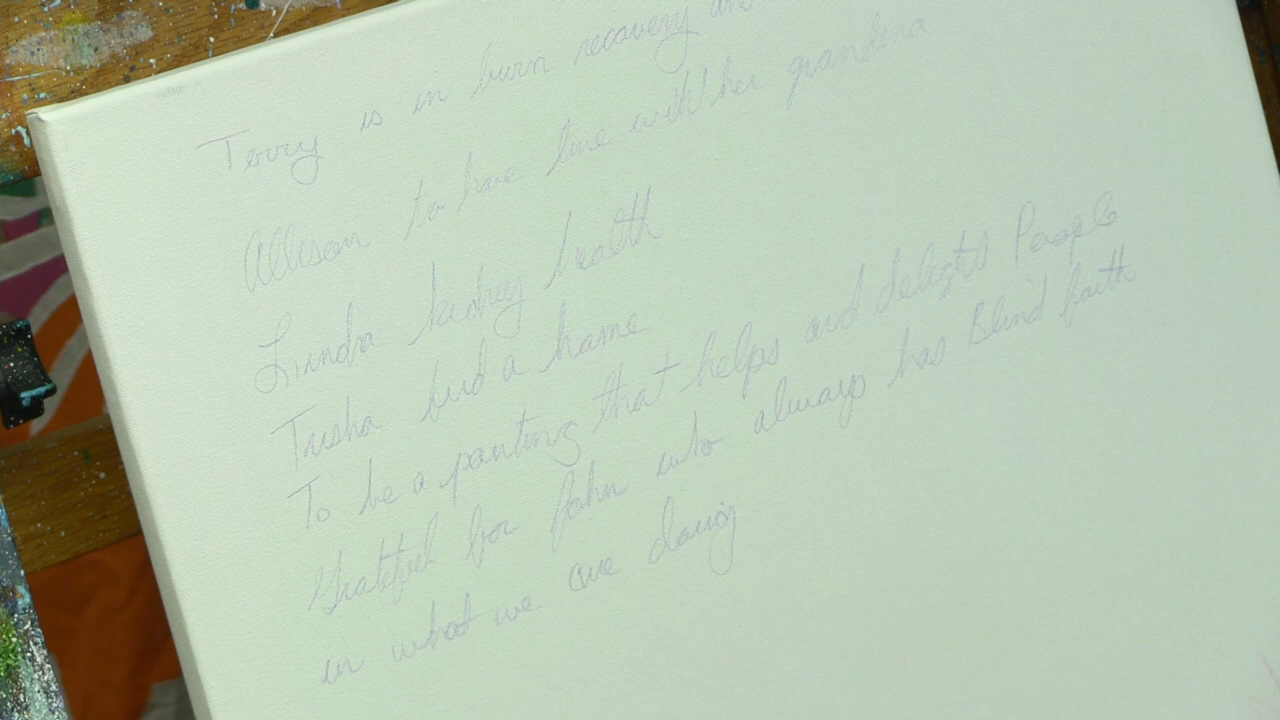 Terry is in burn recovery and
Allison to have time with her grandma
Linda kidney health
Trisha find a home
To be a painting that helps and delights People
Grateful for John who always has Blind faith
in what we are doing